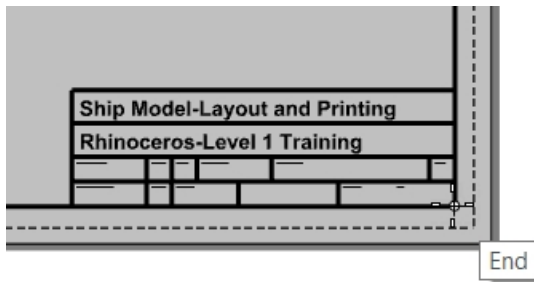 Ship Model-Layout and Printing
Rhinoceros-Level 1 Training
End